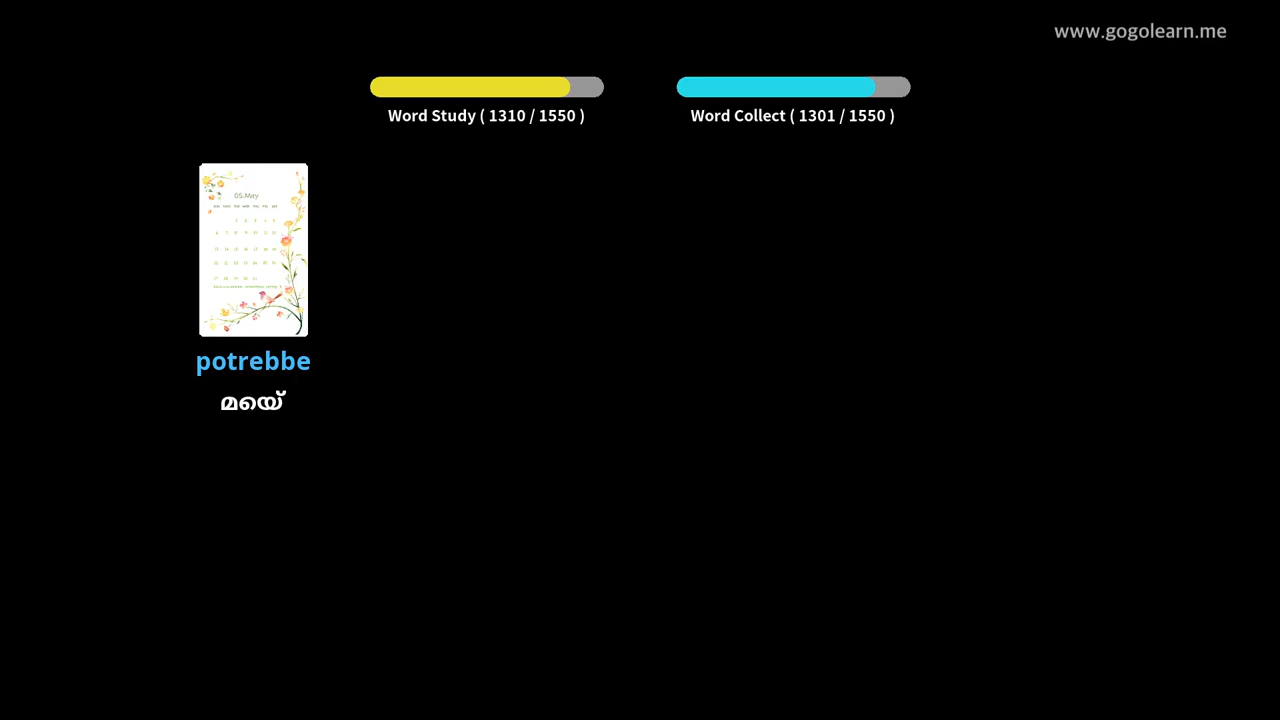 www.gogolearn.me
Word Study ( 1310 / 1550 )
Word Collect ( 1301 / 1550 )
05.May
potrebbe
മയെ്